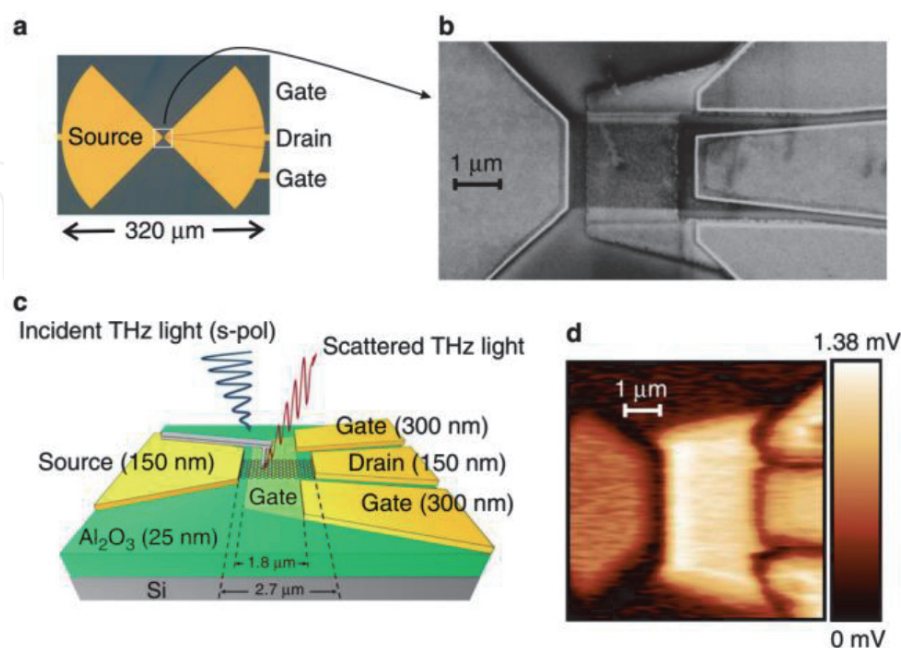 a
Source
Gate
Drain
Gate
320 μm
b
1 μm
c
Incident THz light (s-pol)
Scattered THz light
Gate (300 nm)
Source (150 nm)
Drain (150 nm)
Gate
Gate (300 nm)
Al₂O₃ (25 nm)
1.8 μm
Si
2.7 μm
d
1.38 mV
1 μm
0 mV